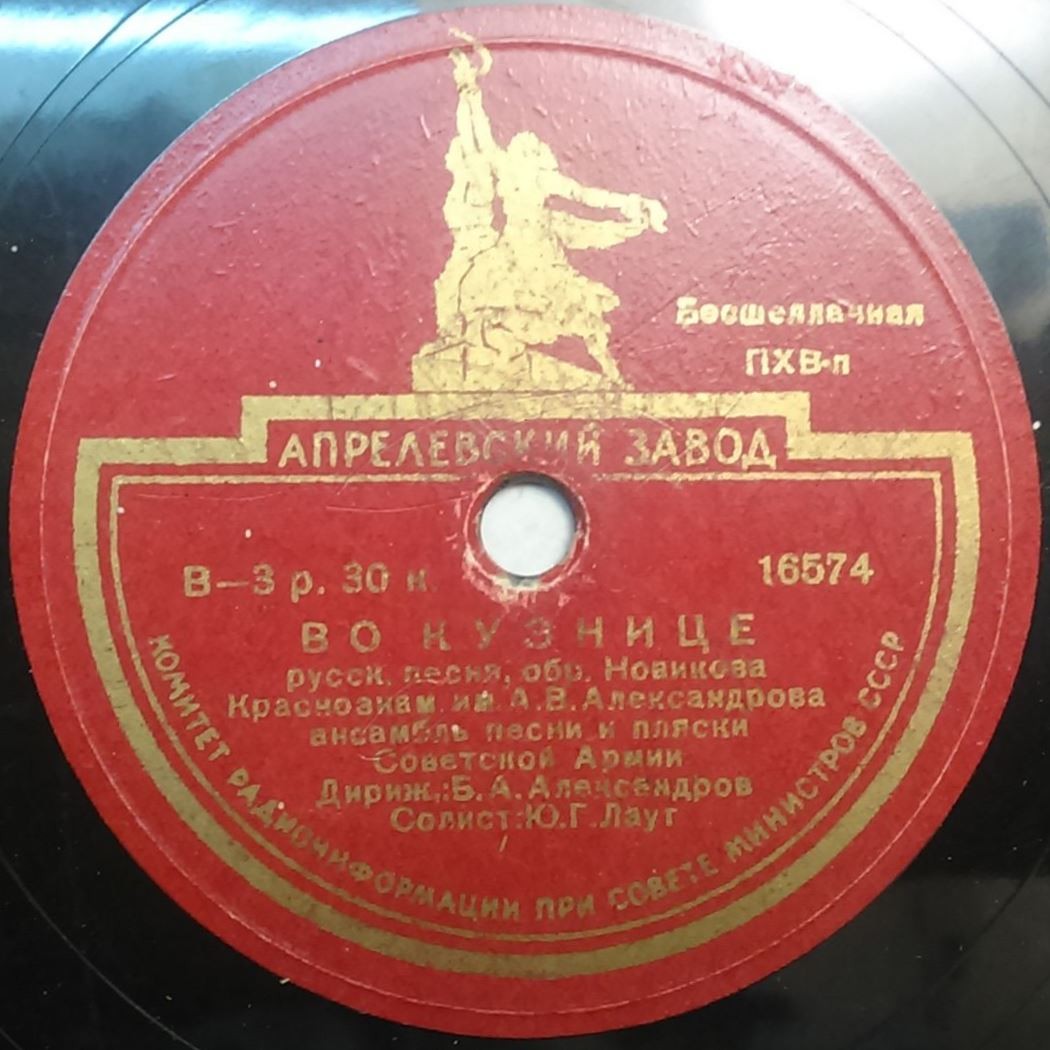 Бесшеллачная
ПХВ-п
АПРЕЛЕВСКИЙ ЗАВОД
В—3 р. 30 к.
16574
ВО КУЗНИЦЕ
русск. песня, обр. Новикова
Краснознам. им. А.В.Александрова
ансамбль песни и пляски
Советской Армии
Дириж.: Б.А.Александров
Солист: Ю.Г.Лаут
КОМИТЕТ РАДИОИНФОРМАЦИИ ПРИ СОВЕТЕ МИНИСТРОВ СССР